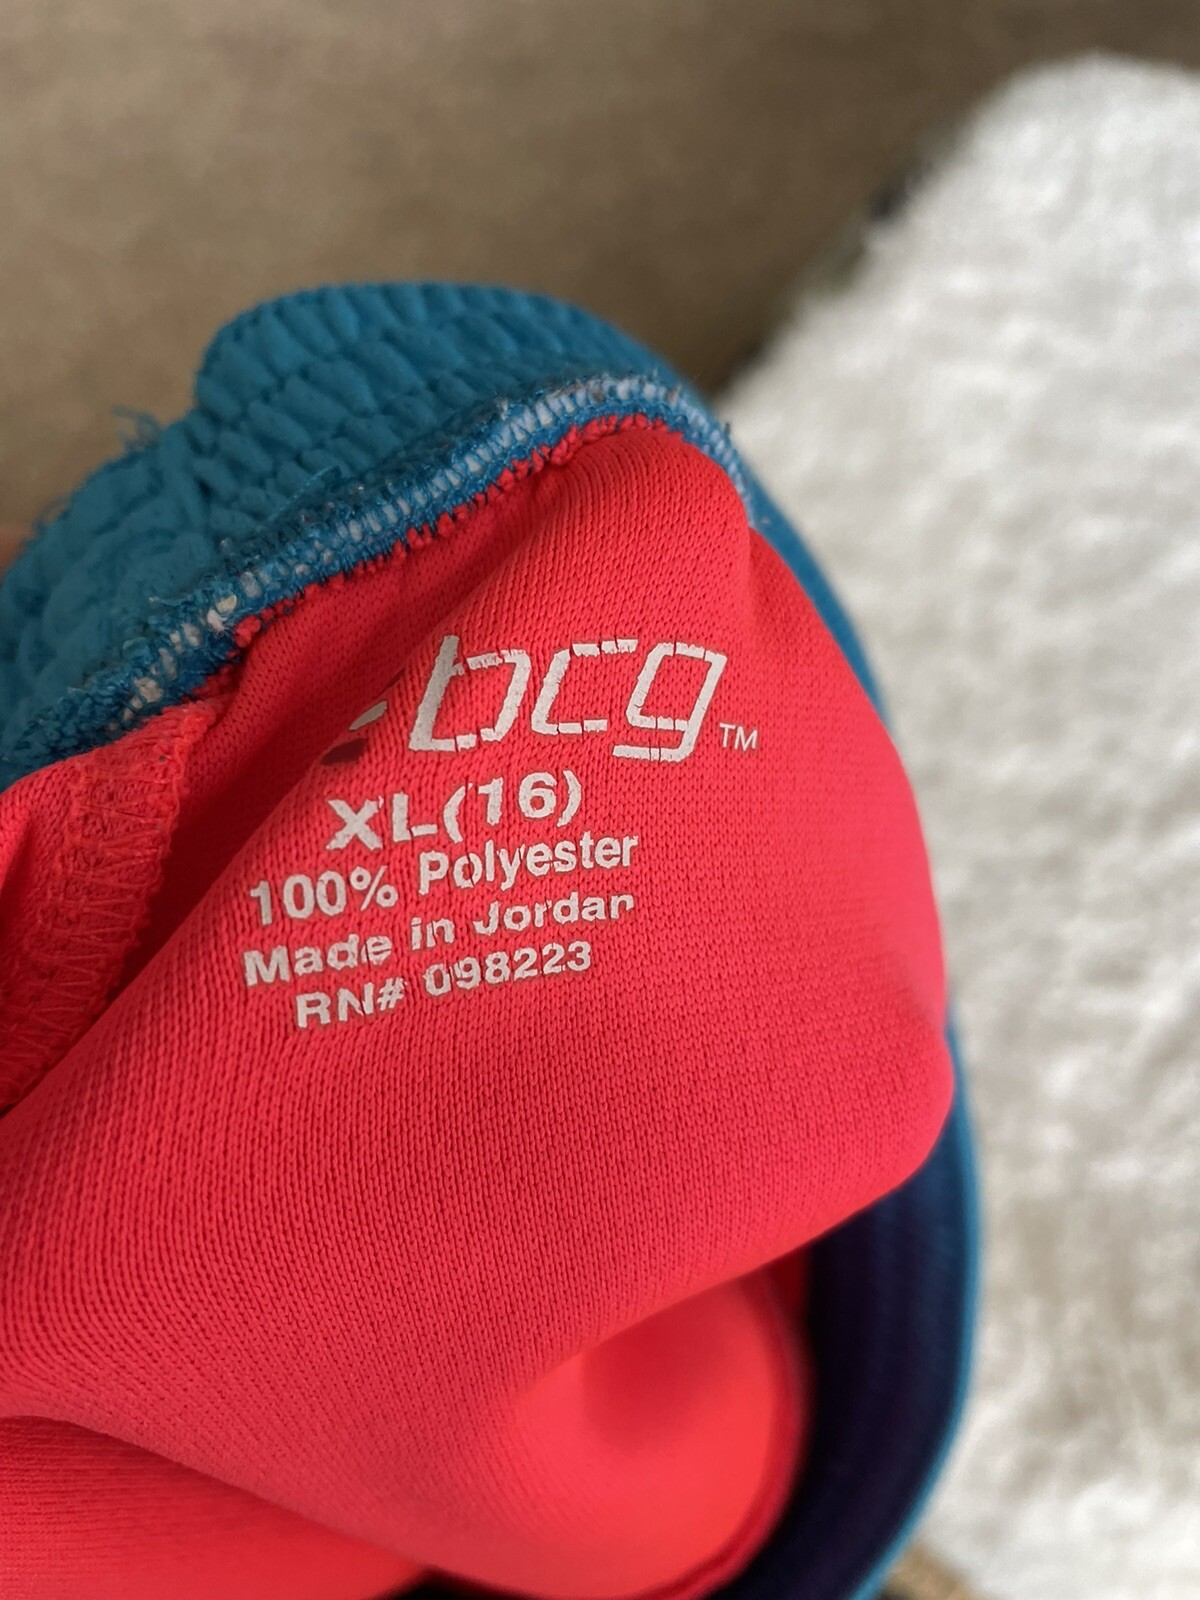 bcg™
XL(16)
100% Polyester
Made in Jordan
RN# 098223